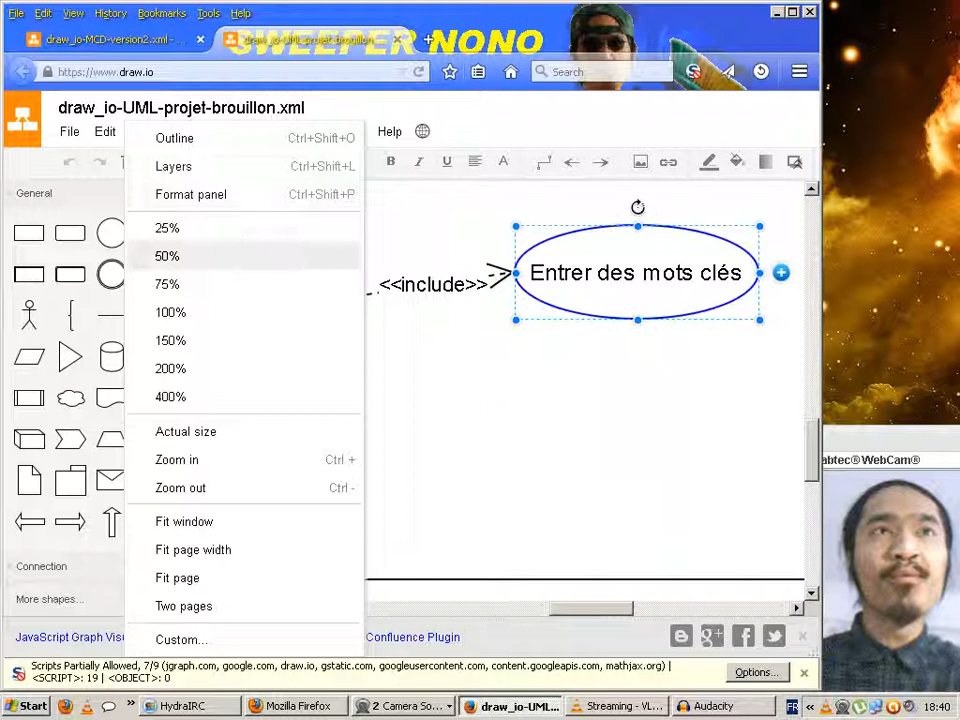 File Edit View History Bookmarks Tools Help
draw_io-MCD-version2.xml - ...
draw_io-UML-projet-brouillon...
SWEEPER NONO
https://www.draw.io
Search
draw_io-UML-projet-brouillon.xml
File Edit Help
Outline Ctrl+Shift+O
Layers Ctrl+Shift+L
Format panel Ctrl+Shift+P
B I U A
General
25%
50%
75%
100%
150%
200%
400%
Actual size
Zoom in Ctrl +
Zoom out Ctrl -
Fit window
Fit page width
Fit page
Two pages
Custom...
<<include>>
Entrer des mots clés
abtec®WebCam®
Connection
More shapes...
JavaScript Graph Visu
Confluence Plugin
Scripts Partially Allowed, 7/9 (jgraph.com, google.com, draw.io, gstatic.com, googleusercontent.com, content.googleapis.com, mathjax.org) |
<SCRIPT>: 19 | <OBJECT>: 0
Options...
Start
HydraIRC
Mozilla Firefox
2 Camera So...
draw_io-UML...
Streaming - VL...
Audacity
FR
18:40